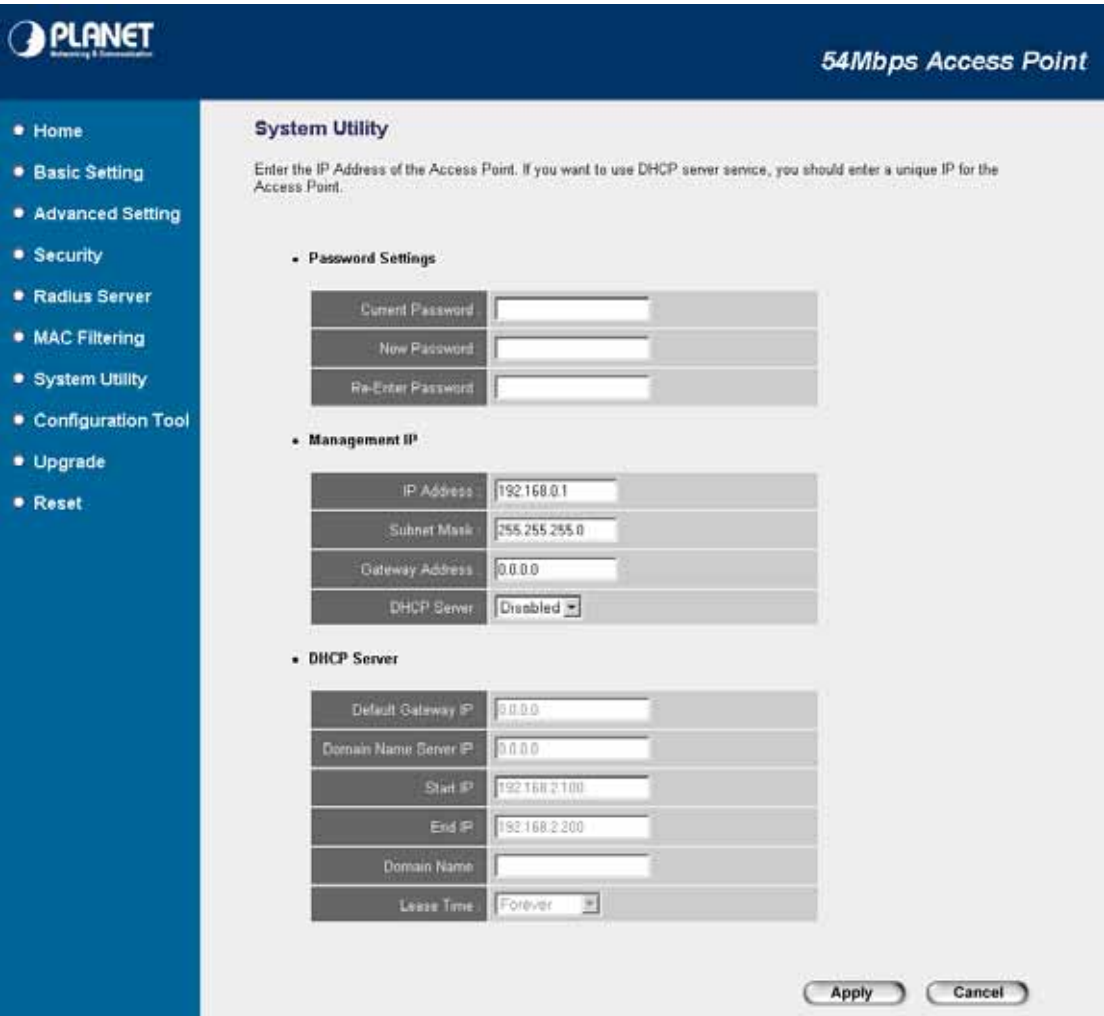 PLANET
Networking & Communication
54Mbps Access Point
Home
Basic Setting
Advanced Setting
Security
Radius Server
MAC Filtering
System Utility
Configuration Tool
Upgrade
Reset
System Utility
Enter the IP Address of the Access Point. If you want to use DHCP server service, you should enter a unique IP for the
Access Point.
• Password Settings
Current Password
New Password
Re-Enter Password
• Management IP
IP Address 192.168.0.1
Subnet Mask 255.255.255.0
Gateway Address 0.0.0.0
DHCP Server Disabled
• DHCP Server
Default Gateway IP 0.0.0.0
Domain Name Server IP 0.0.0.0
Start IP 192.168.2.100
End IP 192.168.2.200
Domain Name
Lease Time Forever
Apply
Cancel